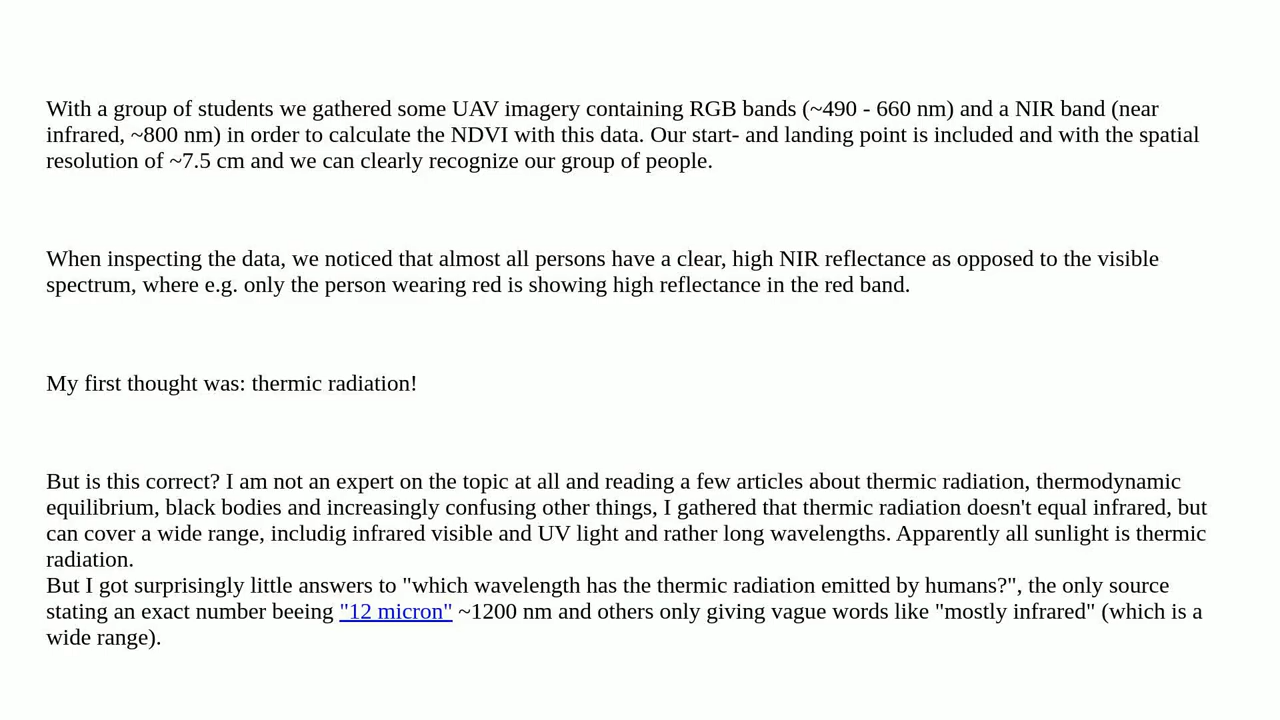 With a group of students we gathered some UAV imagery containing RGB bands (~490 - 660 nm) and a NIR band (near
infrared, ~800 nm) in order to calculate the NDVI with this data. Our start- and landing point is included and with the spatial
resolution of ~7.5 cm and we can clearly recognize our group of people.
When inspecting the data, we noticed that almost all persons have a clear, high NIR reflectance as opposed to the visible
spectrum, where e.g. only the person wearing red is showing high reflectance in the red band.
My first thought was: thermic radiation!
But is this correct? I am not an expert on the topic at all and reading a few articles about thermic radiation, thermodynamic
equilibrium, black bodies and increasingly confusing other things, I gathered that thermic radiation doesn't equal infrared, but
can cover a wide range, includig infrared visible and UV light and rather long wavelengths. Apparently all sunlight is thermic
radiation.
But I got surprisingly little answers to "which wavelength has the thermic radiation emitted by humans?", the only source
stating an exact number beeing "12 micron" ~1200 nm and others only giving vague words like "mostly infrared" (which is a
wide range).